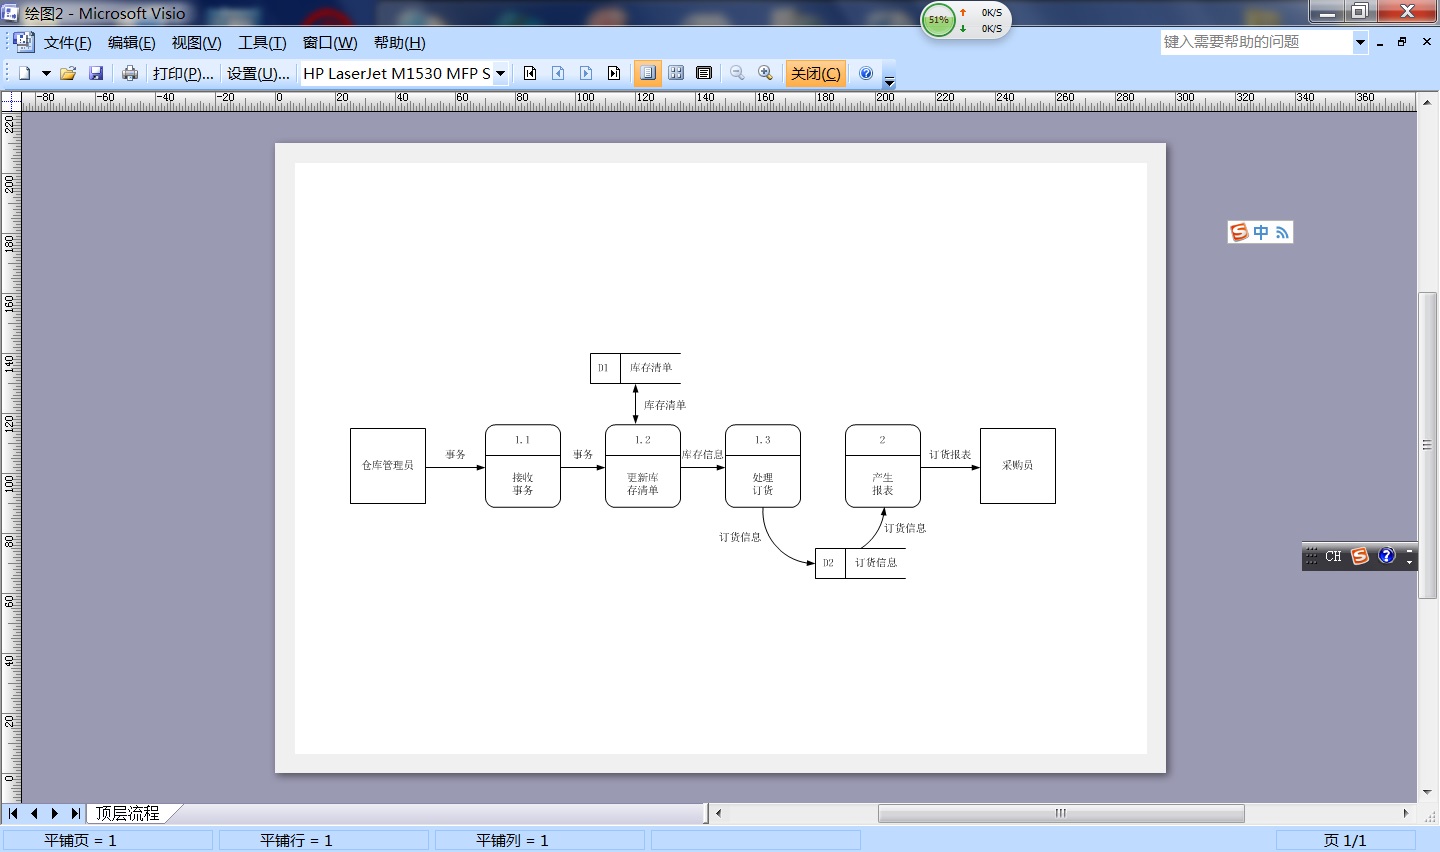 绘图2 - Microsoft Visio
51%
0K/S
0K/S
文件(F) 编辑(E) 视图(V) 工具(T) 窗口(W) 帮助(H)
键入需要帮助的问题
打印(P)... 设置(U)... HP LaserJet M1530 MFP S 关闭(C)
-80 -60 -40 -20 0 20 40 60 80 100 120 140 160 180 200 220 240 260 280 300 320 340 360
220
200
180
160
140
120
100
80
60
40
20
0
中
D1 库存清单
库存清单
仓库管理员
事务
1.1
接收
事务
事务
1.2
更新库
存清单
库存信息
1.3
处理
订货
2
产生
报表
订货报表
采购员
订货信息
订货信息
D2 订货信息
CH
顶层流程
平铺页 = 1 平铺行 = 1 平铺列 = 1 页 1/1